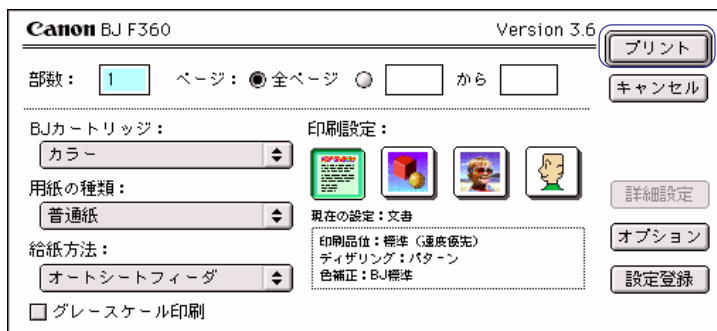 Canon BJ F360 Version 3.6
プリント
部数： 1 ページ： 全ページ から
キャンセル
BJカートリッジ：
カラー
用紙の種類：
普通紙
給紙方法：
オートシートフィーダ
グレースケール印刷
印刷設定：
現在の設定：文書
印刷品位：標準（速度優先）
ディザリング：パターン
色補正：BJ標準
詳細設定
オプション
設定登録